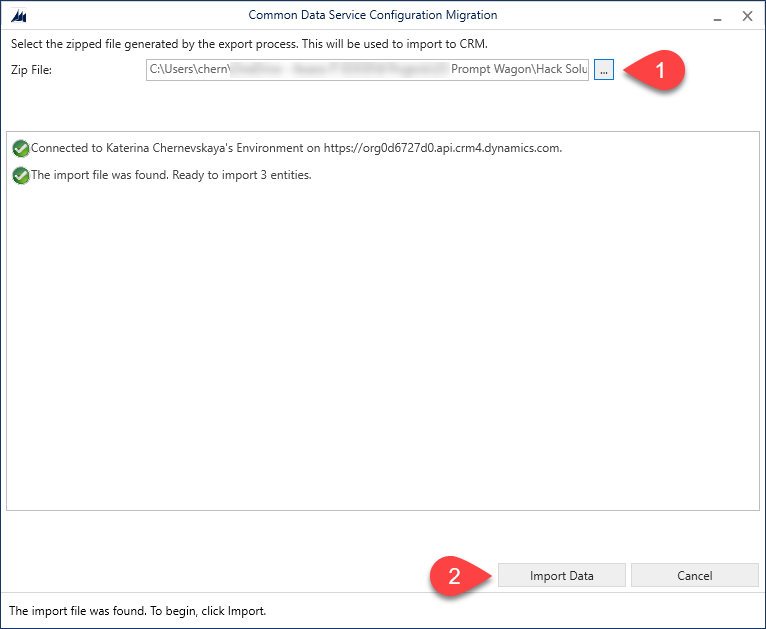 Common Data Service Configuration Migration
Select the zipped file generated by the export process. This will be used to import to CRM.
Zip File: C:\Users\chern\ Prompt Wagon\Hack Solu ... 1
Connected to Katerina Chernevskaya's Environment on https://org0d6727d0.api.crm4.dynamics.com.
The import file was found. Ready to import 3 entities.
2 Import Data Cancel
The import file was found. To begin, click Import.